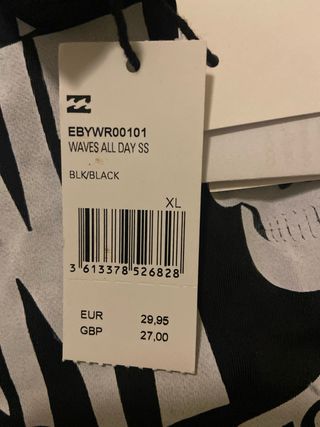 EBYWR00101
WAVES ALL DAY SS
BLK/BLACK
XL
3 613378 526828
EUR 29,95
GBP 27,00